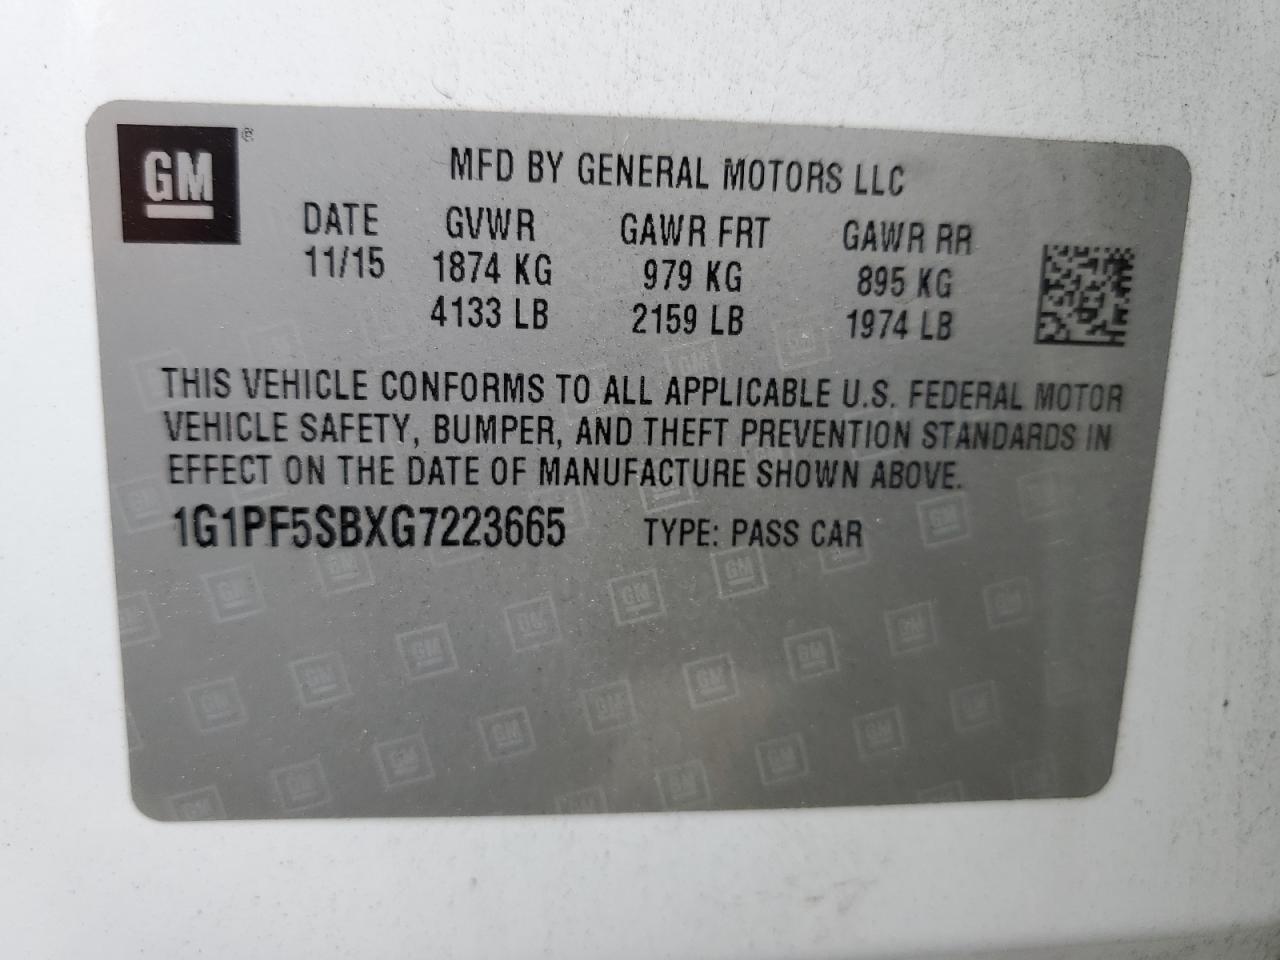 GM ®
MFD BY GENERAL MOTORS LLC
DATE GVWR GAWR FRT GAWR RR
11/15 1874 KG 979 KG 895 KG
4133 LB 2159 LB 1974 LB
THIS VEHICLE CONFORMS TO ALL APPLICABLE U.S. FEDERAL MOTOR
VEHICLE SAFETY, BUMPER, AND THEFT PREVENTION STANDARDS IN
EFFECT ON THE DATE OF MANUFACTURE SHOWN ABOVE.
1G1PF5SBXG7223665 TYPE: PASS CAR